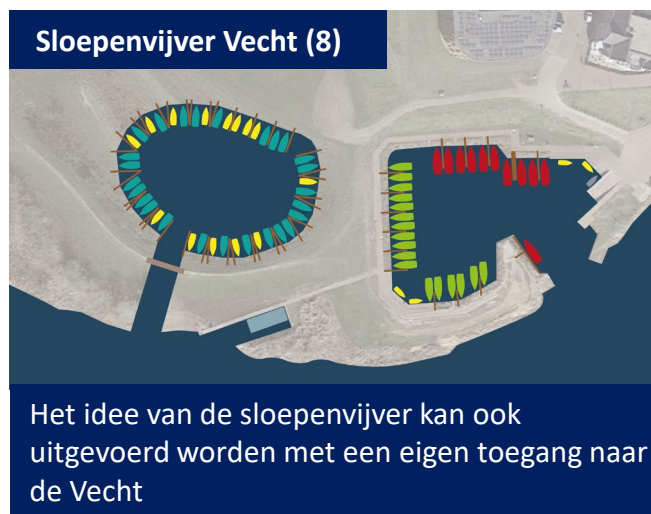 Sloepenvijver Vecht (8)
Het idee van de sloepenvijver kan ook
uitgevoerd worden met een eigen toegang naar
de Vecht